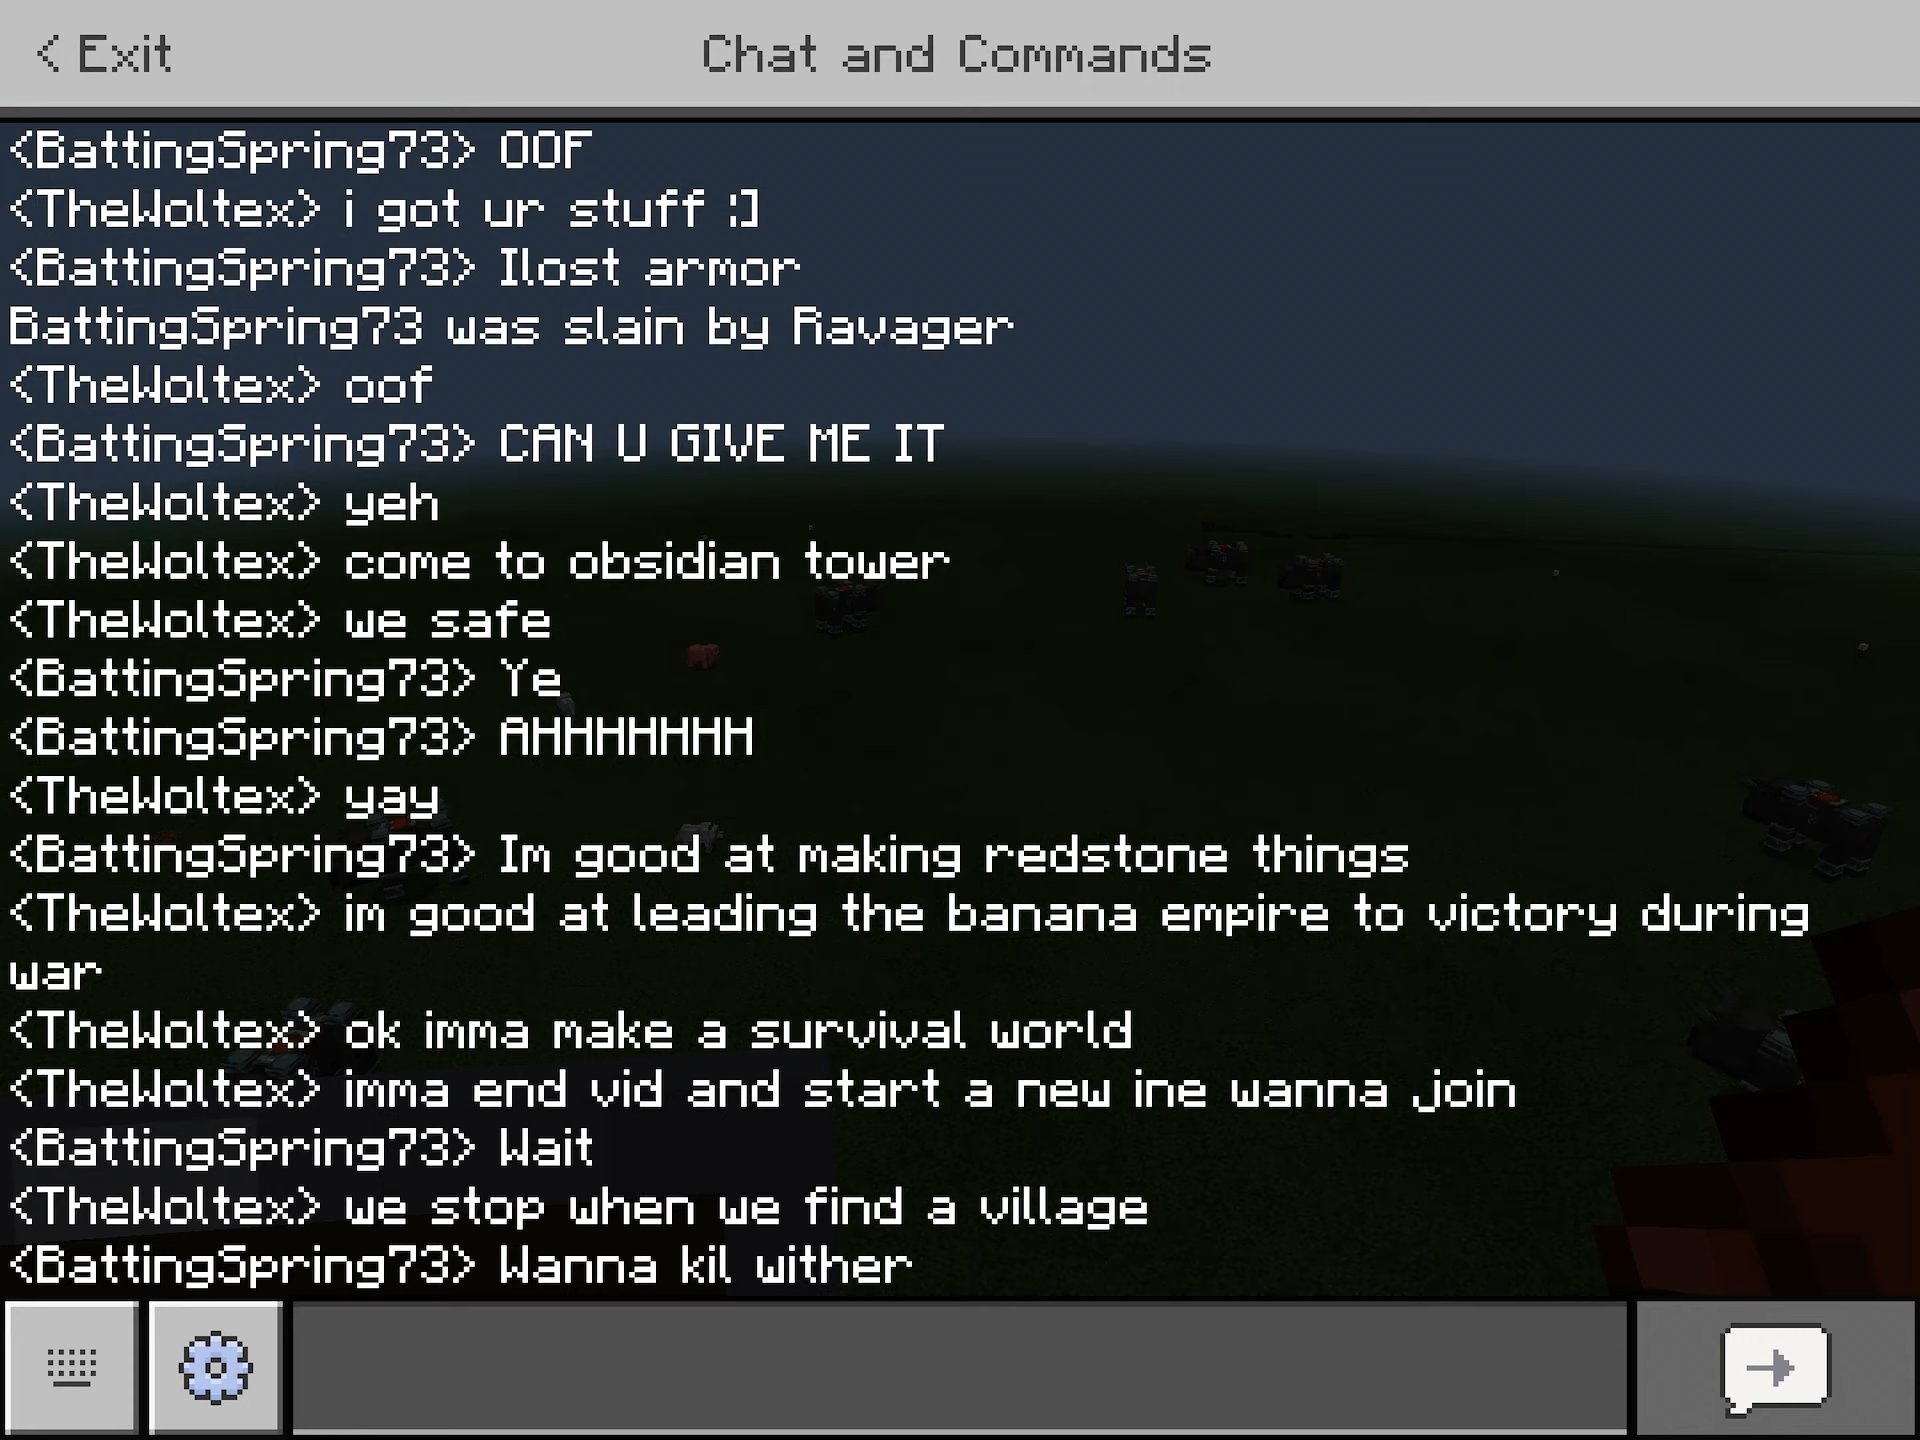 < Exit
Chat and Commands
<BattingSpring73> OOF
<TheWoltex> i got ur stuff :]
<BattingSpring73> Ilost armor
BattingSpring73 was slain by Ravager
<TheWoltex> oof
<BattingSpring73> CAN U GIVE ME IT
<TheWoltex> yeh
<TheWoltex> come to obsidian tower
<TheWoltex> we safe
<BattingSpring73> Ye
<BattingSpring73> AHHHHHHH
<TheWoltex> yay
<BattingSpring73> Im good at making redstone things
<TheWoltex> im good at leading the banana empire to victory during
war
<TheWoltex> ok imma make a survival world
<TheWoltex> imma end vid and start a new ine wanna join
<BattingSpring73> Wait
<TheWoltex> we stop when we find a village
<BattingSpring73> Wanna kil wither